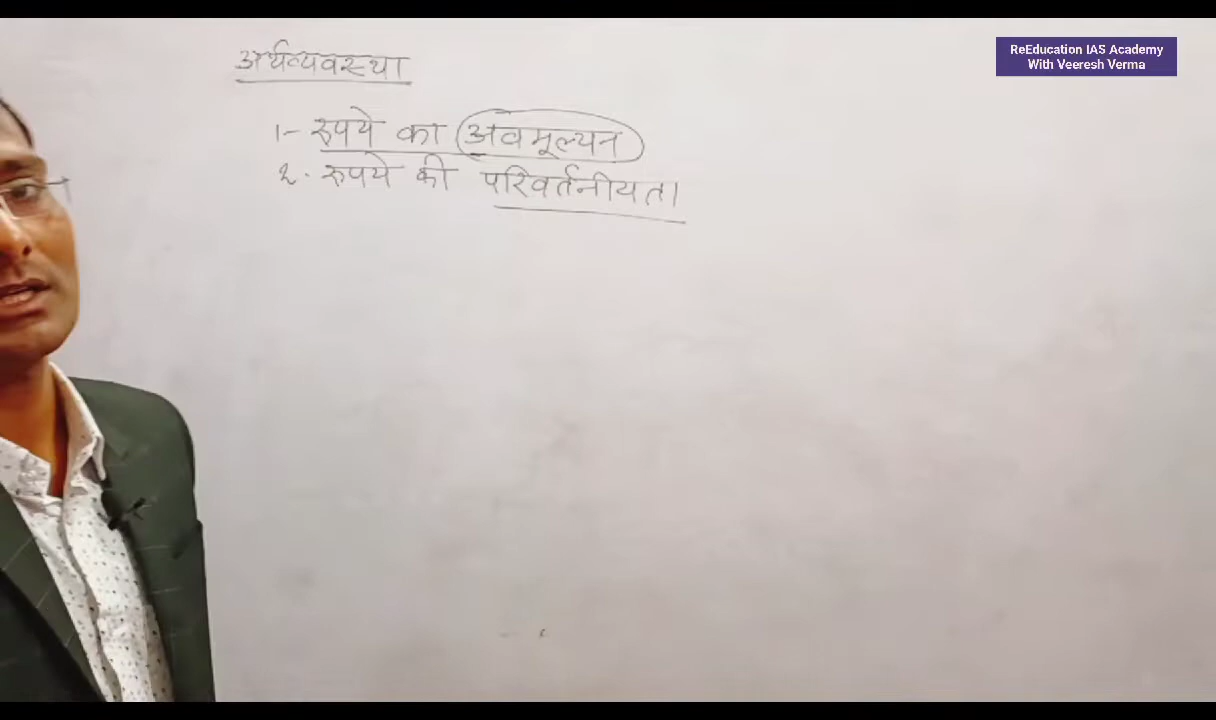 अर्थव्यवस्था
ReEducation IAS Academy
With Veeresh Verma
1- रुपये का अवमूल्यन
2. रुपये की परिवर्तनीयता